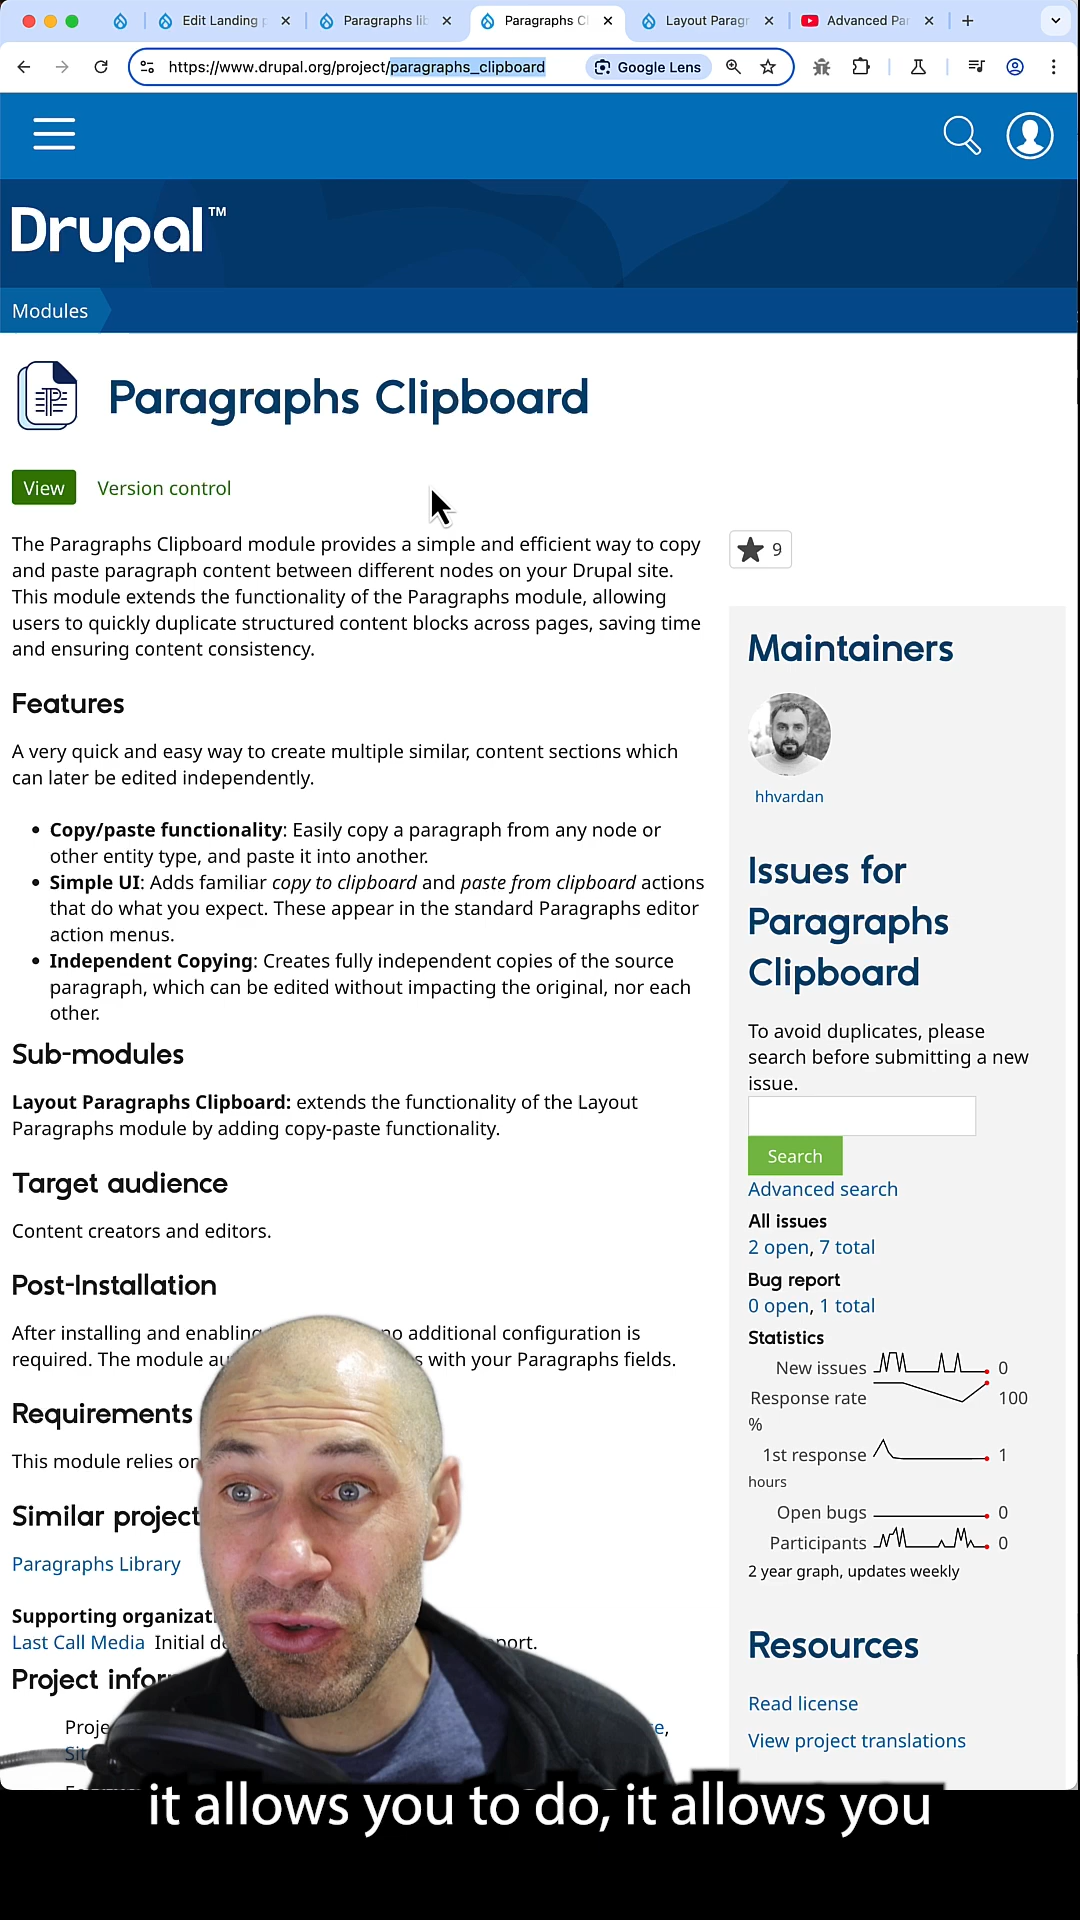 Edit Landing p
Paragraphs lib
Paragraphs Cl
Layout Paragr
Advanced Par
https://www.drupal.org/project/paragraphs_clipboard
Google Lens
Drupal™
Modules
Paragraphs Clipboard
View
Version control
The Paragraphs Clipboard module provides a simple and efficient way to copy
and paste paragraph content between different nodes on your Drupal site.
This module extends the functionality of the Paragraphs module, allowing
users to quickly duplicate structured content blocks across pages, saving time
and ensuring content consistency.
Features
A very quick and easy way to create multiple similar, content sections which
can later be edited independently.
• Copy/paste functionality: Easily copy a paragraph from any node or
other entity type, and paste it into another.
• Simple UI: Adds familiar copy to clipboard and paste from clipboard actions
that do what you expect. These appear in the standard Paragraphs editor
action menus.
• Independent Copying: Creates fully independent copies of the source
paragraph, which can be edited without impacting the original, nor each
other.
Sub-modules
Layout Paragraphs Clipboard: extends the functionality of the Layout
Paragraphs module by adding copy-paste functionality.
Target audience
Content creators and editors.
Post-Installation
After installing and enabling no additional configuration is
required. The module au s with your Paragraphs fields.
Requirements
This module relies on
Similar project
Paragraphs Library
Supporting organizati
Last Call Media Initial de port.
Project infor
Proje e,
Sit
9
Maintainers
hhvardan
Issues for
Paragraphs
Clipboard
To avoid duplicates, please
search before submitting a new
issue.
Search
Advanced search
All issues
2 open, 7 total
Bug report
0 open, 1 total
Statistics
New issues 0
Response rate 100
%
1st response 1
hours
Open bugs 0
Participants 0
2 year graph, updates weekly
Resources
Read license
View project translations
it allows you to do, it allows you